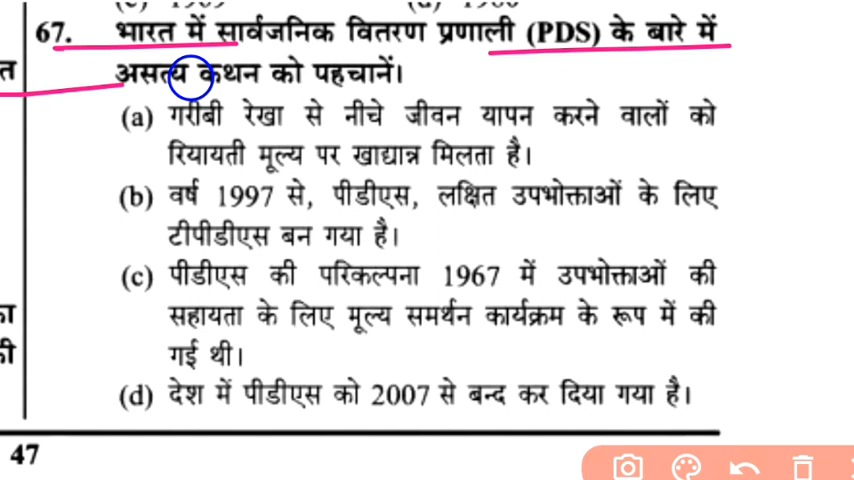 67. भारत में सार्वजनिक वितरण प्रणाली (PDS) के बारे में
असत्य कथन को पहचानें।
(a) गरीबी रेखा से नीचे जीवन यापन करने वालों को
रियायती मूल्य पर खाद्यान्न मिलता है।
(b) वर्ष 1997 से, पीडीएस, लक्षित उपभोक्ताओं के लिए
टीपीडीएस बन गया है।
(c) पीडीएस की परिकल्पना 1967 में उपभोक्ताओं की
सहायता के लिए मूल्य समर्थन कार्यक्रम के रूप में की
गई थी।
(d) देश में पीडीएस को 2007 से बन्द कर दिया गया है।
47